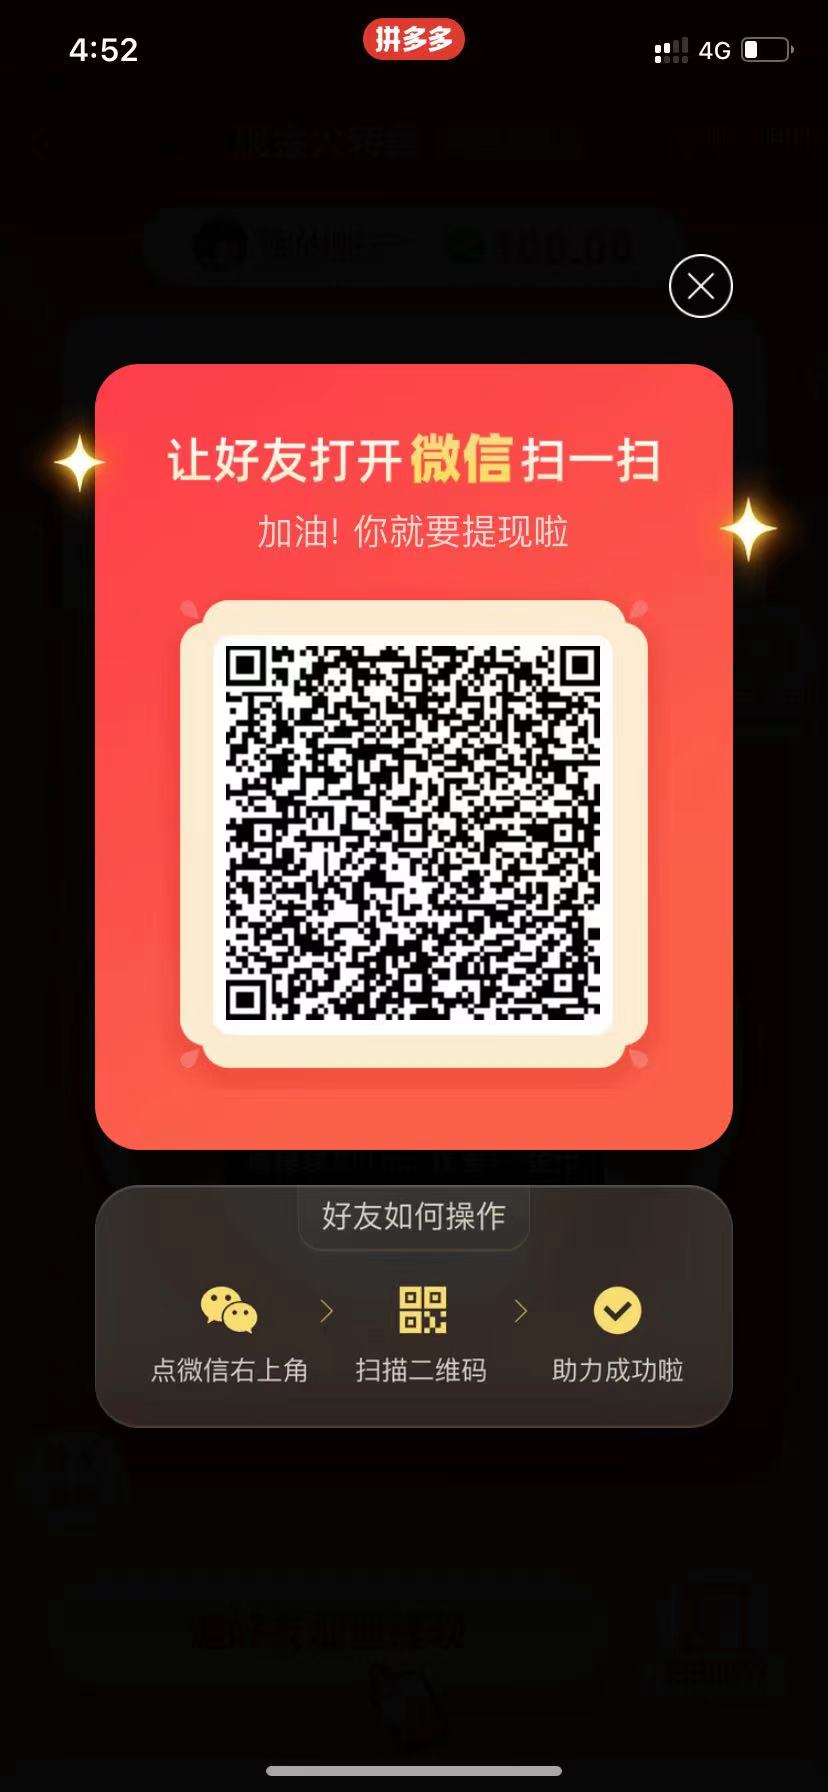 4:52
拼多多
4G
100.00
让好友打开微信扫一扫
加油! 你就要提现啦
好友如何操作
点微信右上角
扫描二维码
助力成功啦